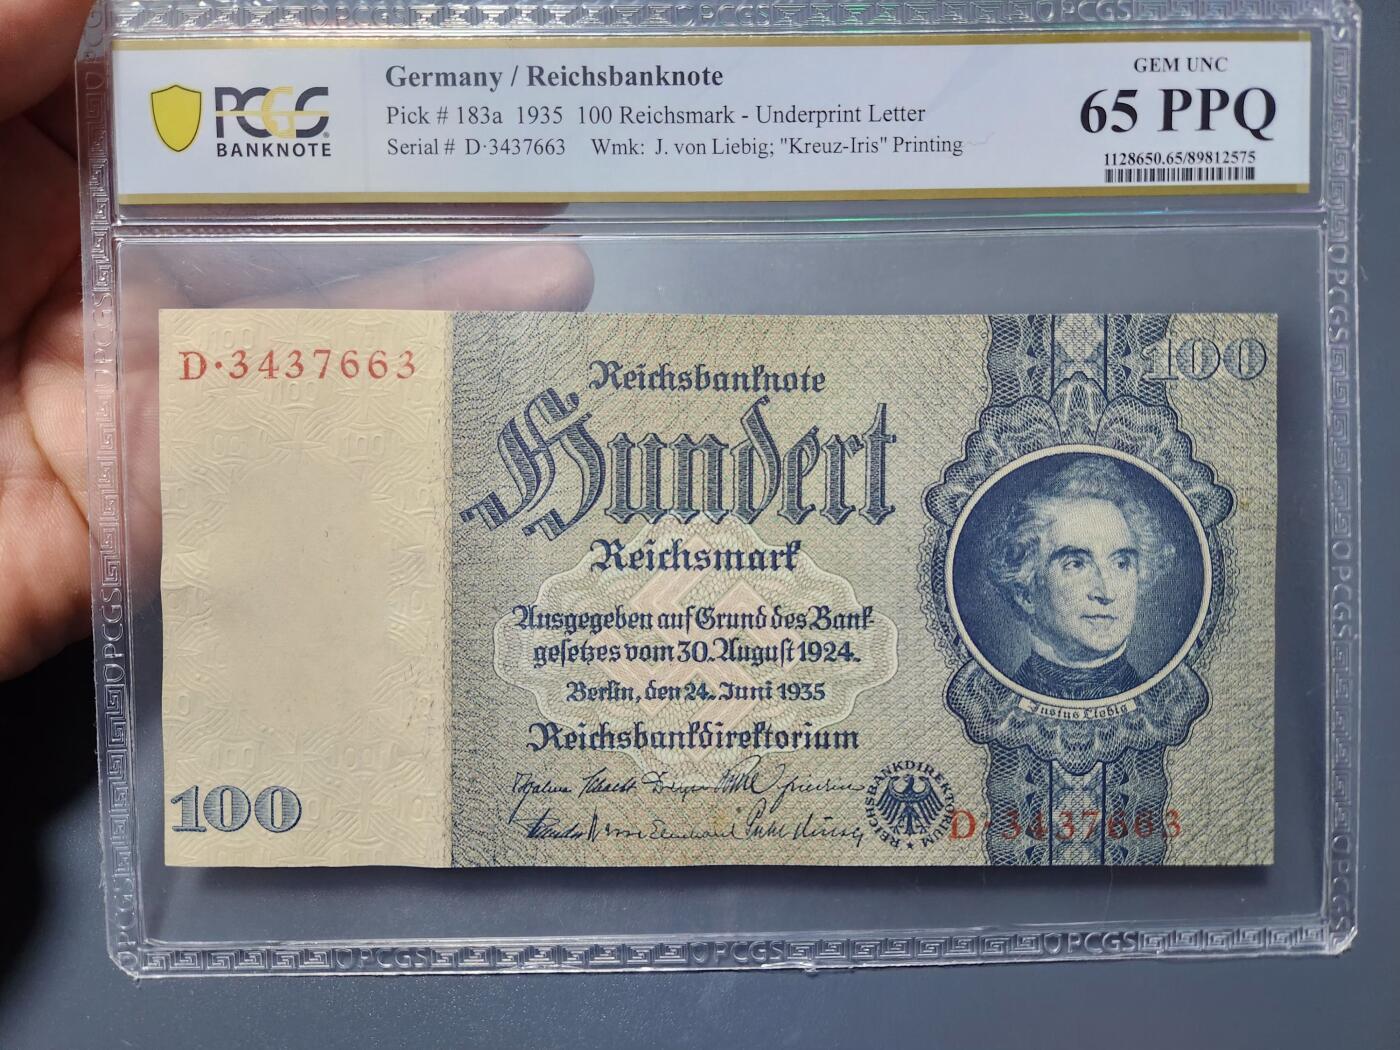 Germany / Reichsbanknote
Pick # 183a 1935 100 Reichsmark - Underprint Letter
Serial # D·3437663 Wmk: J. von Liebig; "Kreuz-Iris" Printing
PCGS
BANKNOTE
GEM UNC
65 PPQ
1128650.65/89812575
D·3437663
100
Reichsbanknote
Hundert
Reichsmark
Ausgegeben auf Grund des Bank-
gesetzes vom 30. August 1924.
Berlin, den 24. Juni 1935
Reichsbankdirektorium
Justus Liebig
REICHSBANKDIREKTORIUM
100
D·3437663